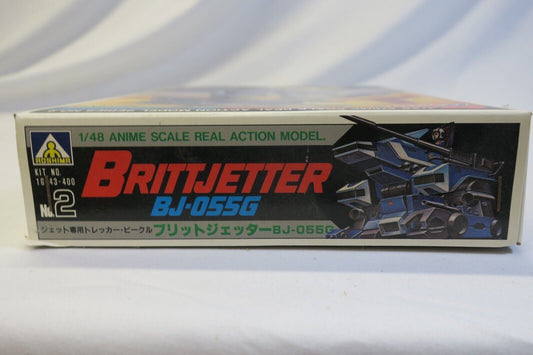 1/48 ANIME SCALE REAL ACTION MODEL.
AOSHIMA
KIT NO.
1G 43-400
No.2
BRITTJETTER
BJ-055G
ジェット専用トレッカー・ビークル ブリットジェッターBJ-055G